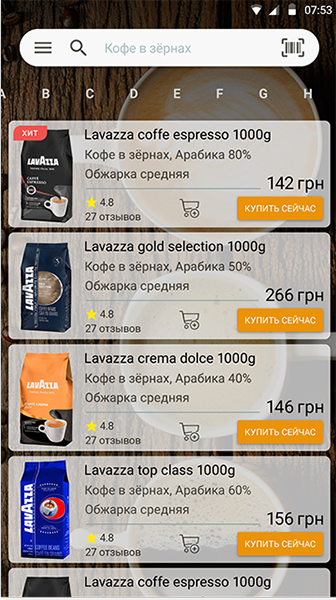 07:53
Кофе в зёрнах
A B C D E F G H
ХИТ
Lavazza coffe espresso 1000g
Кофе в зёрнах, Арабика 80%
Обжарка средняя
142 грн
4.8
27 отзывов
КУПИТЬ СЕЙЧАС
LAVAZZA
Lavazza gold selection 1000g
Кофе в зёрнах, Арабика 50%
Обжарка средняя
266 грн
4.8
27 отзывов
КУПИТЬ СЕЙЧАС
LAVAZZA
Lavazza crema dolce 1000g
Кофе в зёрнах, Арабика 40%
Обжарка средняя
146 грн
4.8
27 отзывов
КУПИТЬ СЕЙЧАС
LAVAZZA
Lavazza top class 1000g
Кофе в зёрнах, Арабика 60%
Обжарка средняя
156 грн
4.8
27 отзывов
КУПИТЬ СЕЙЧАС
LAVAZZA
Lavazza coffe espresso 1000g